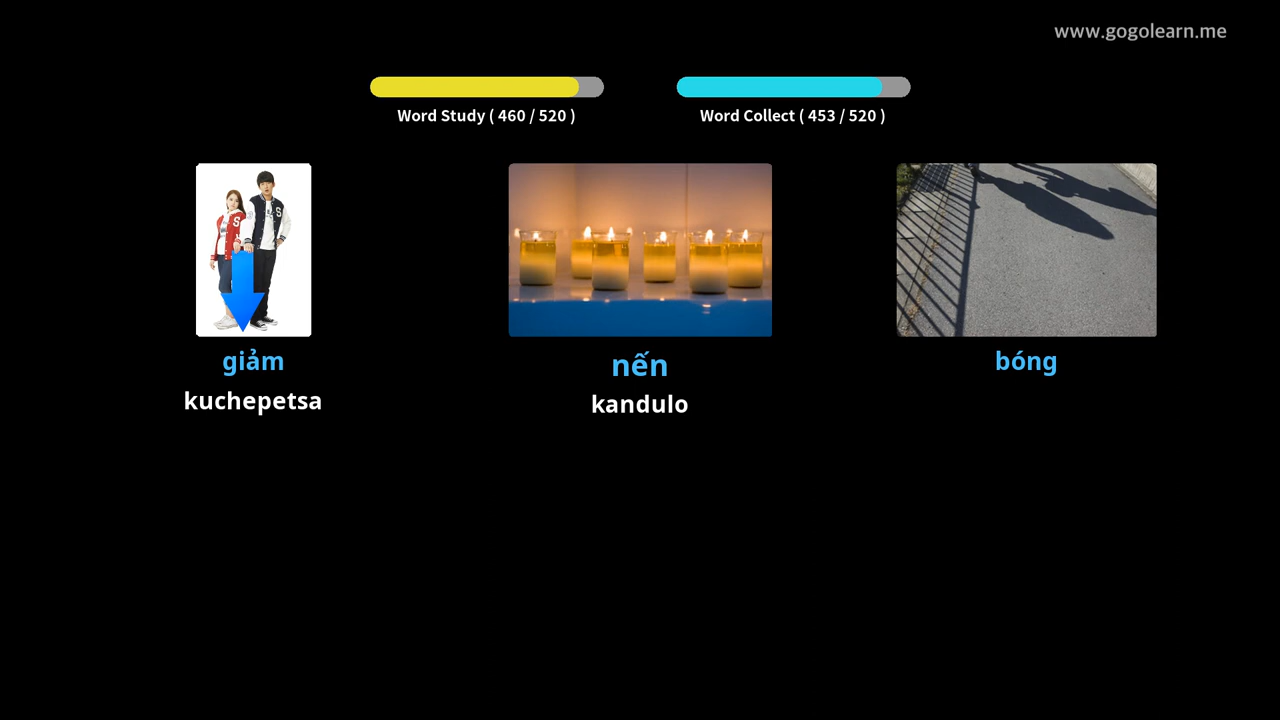 www.gogolearn.me
Word Study ( 460 / 520 )
Word Collect ( 453 / 520 )
giảm
nến
bóng
kuchepetsa
kandulo